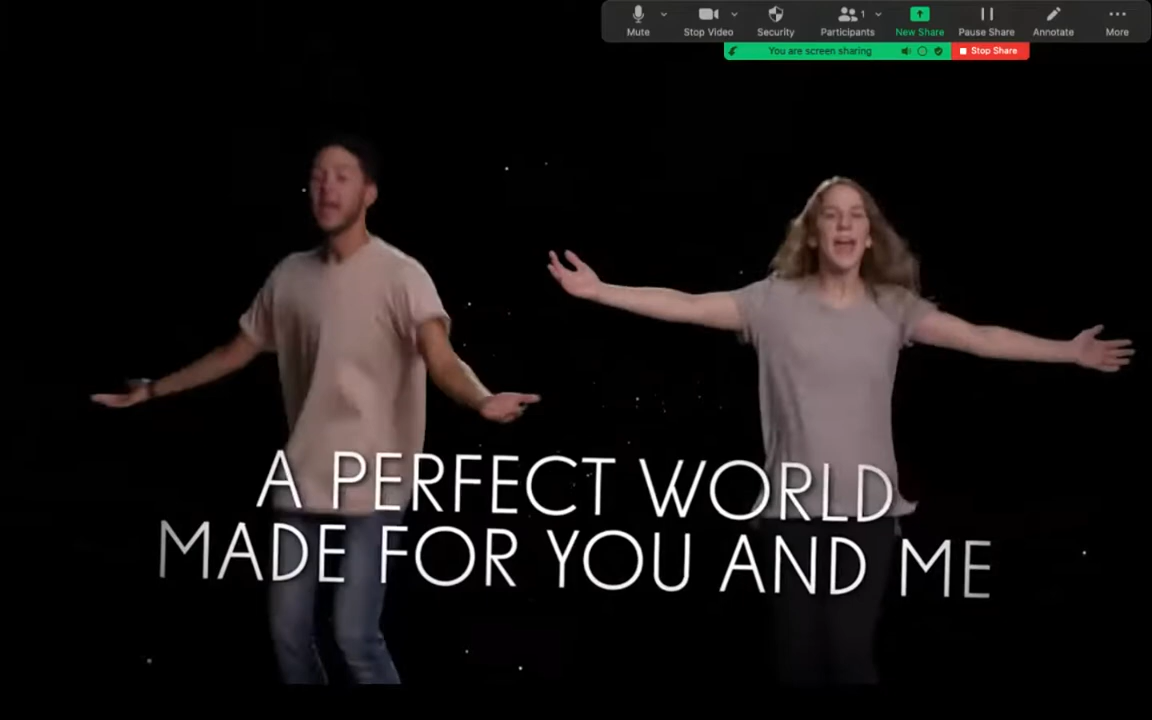 Mute
Stop Video
Security
Participants
1
New Share
Pause Share
Annotate
More
You are screen sharing
Stop Share
A PERFECT WORLD
MADE FOR YOU AND ME